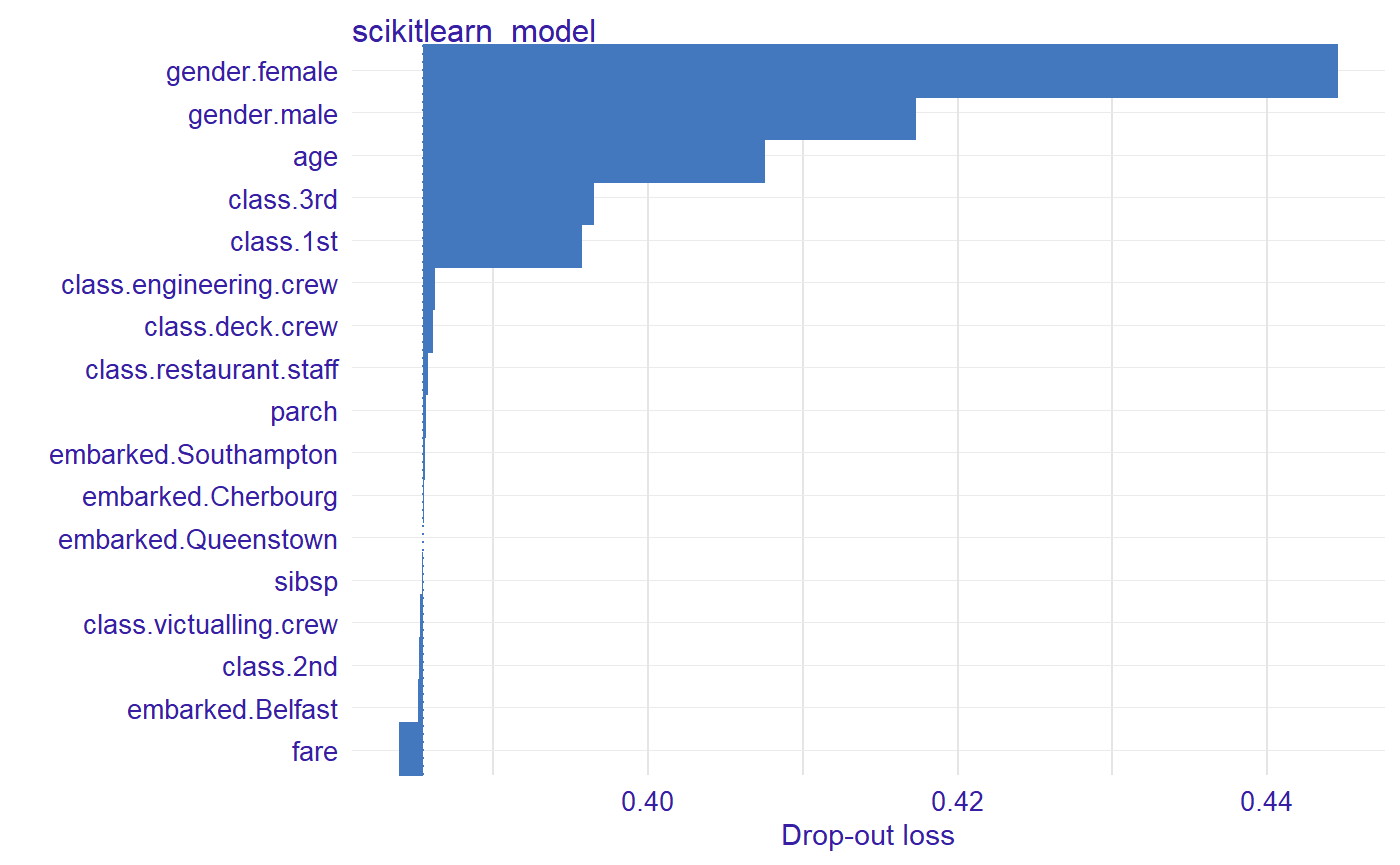 scikitlearn_model
gender.female
gender.male
age
class.3rd
class.1st
class.engineering.crew
class.deck.crew
class.restaurant.staff
parch
embarked.Southampton
embarked.Cherbourg
embarked.Queenstown
sibsp
class.victualling.crew
class.2nd
embarked.Belfast
fare
0.40 0.42 0.44
Drop-out loss